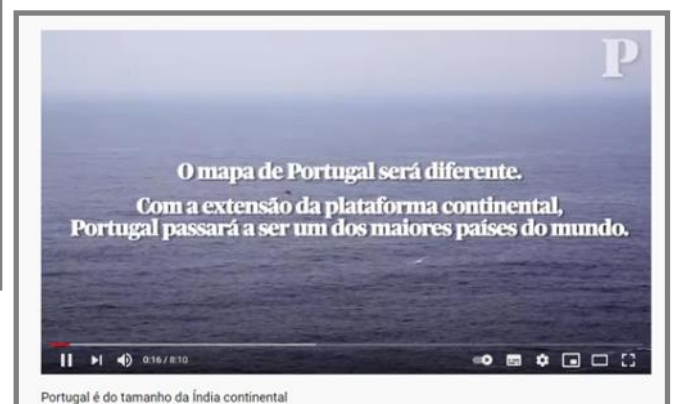 P
O mapa de Portugal será diferente.
Com a extensão da plataforma continental,
Portugal passará a ser um dos maiores países do mundo.
0:16 / 8:10
Portugal é do tamanho da Índia continental